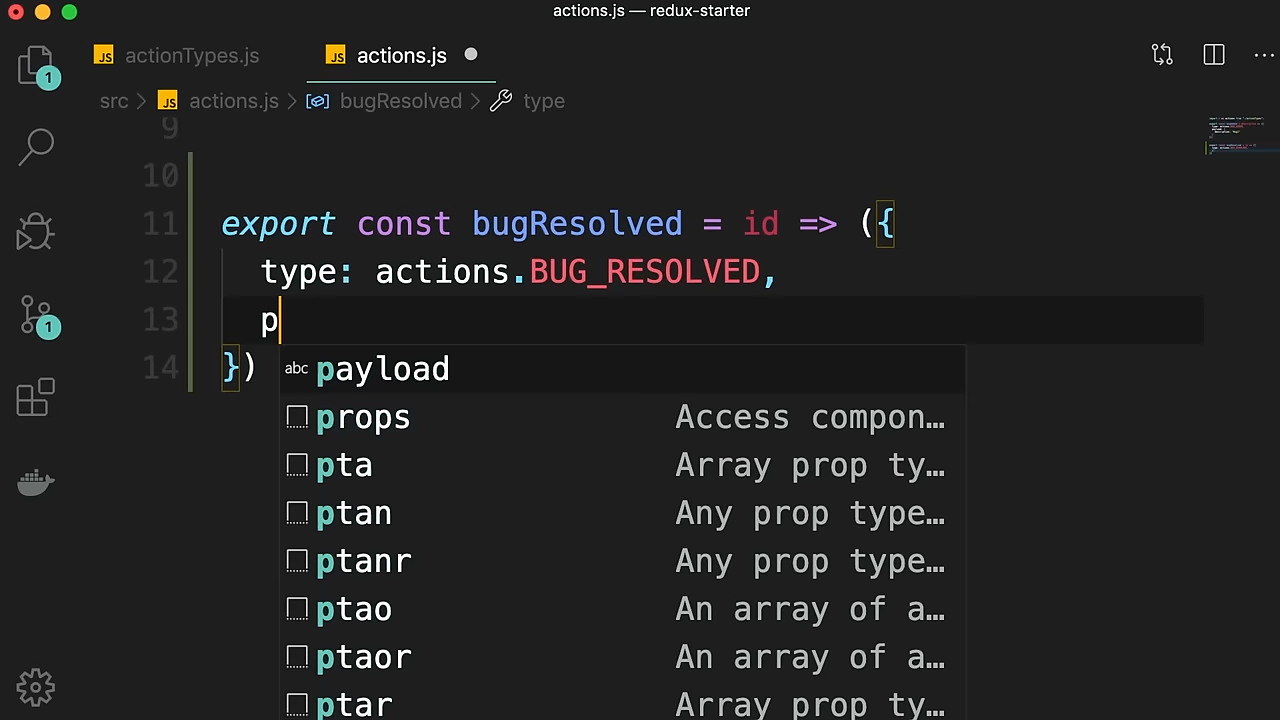 actions.js — redux-starter
JS actionTypes.js JS actions.js
1
src > JS actions.js > bugResolved > type
9
10
11 export const bugResolved = id => ({
12 type: actions.BUG_RESOLVED,
13 p
14 })
1
abc payload
props Access compon…
pta Array prop ty…
ptan Any prop type…
ptanr Any prop type…
ptao An array of a…
ptaor An array of a…
ptar Array prop ty…